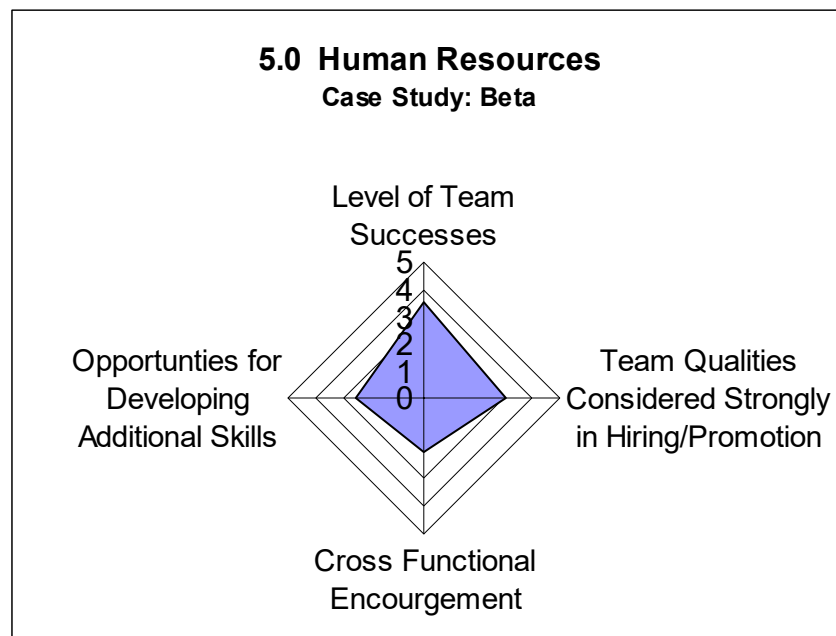 5.0 Human Resources
Case Study: Beta
Level of Team
Successes
5
4
3
2
1
0
Opportunties for
Developing
Additional Skills
Team Qualities
Considered Strongly
in Hiring/Promotion
Cross Functional
Encourgement